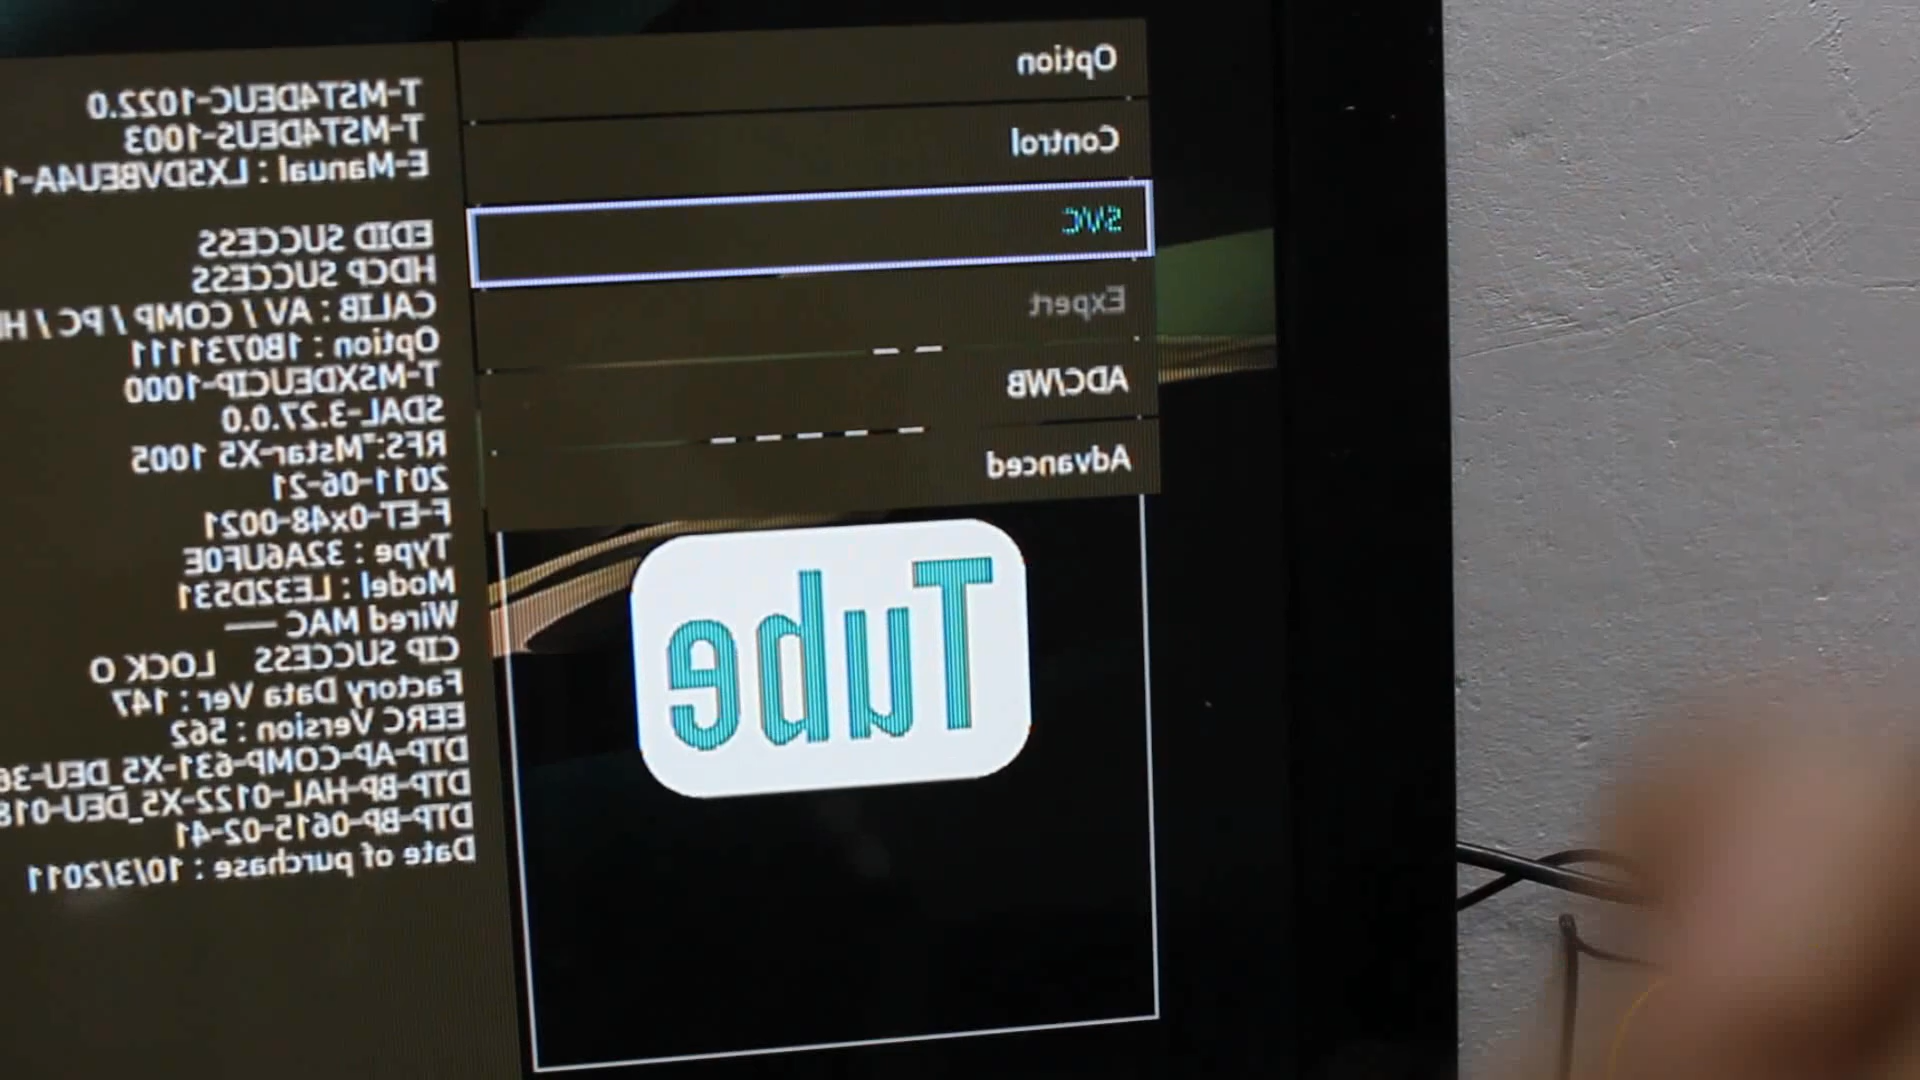 Option
Control
SVC
Expert
ADC/WB
Advanced
T-MST4DEUC-1022.0
T-MST4DEUS-1003
E-Manual : LX5DVBEU4A-1
EDID SUCCESS
HDCP SUCCESS
CALIB : AV / COMP / PC / H
Option : 1B0731111
T-MSXDEUCIP-1000
SDAL-3.27.0.0
RFS: Mstar-X5 1005
2011-06-21
F-ET-0x48-0021
Type : 32A6UF0E
Model : LE32D531
Wired MAC —
CIP SUCCESS LOCK O
Factory Data Ver : 147
EERC Version : 562
DTP-AP-COMP-631-X5_DEU-36
DTP-BP-HAL-0122-X5_DEU-018
DTP-BP-0615-02-41
Date of purchase : 10/3/2011
Tube